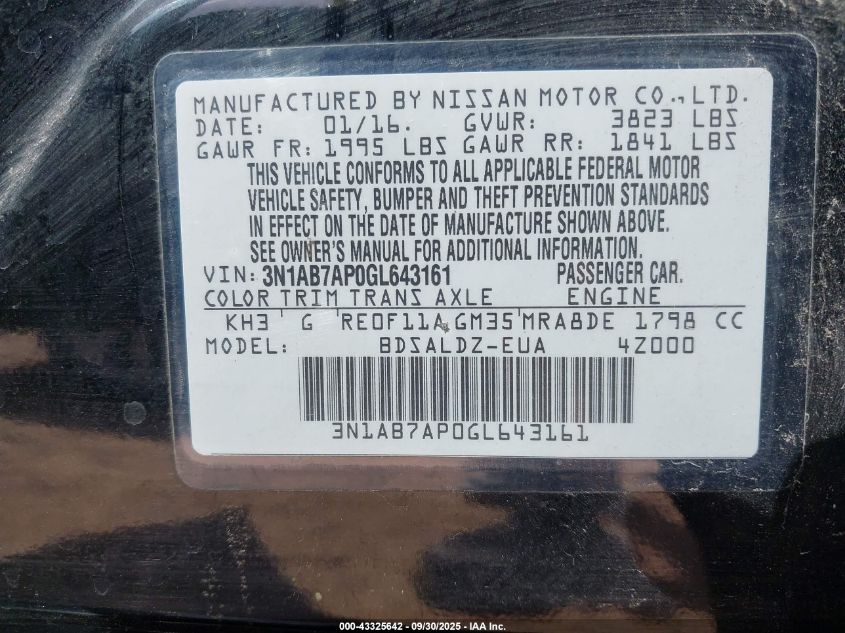 MANUFACTURED BY NISSAN MOTOR CO., LTD.
DATE: 01/16. GVWR: 3823 LBS
GAWR FR: 1995 LBS GAWR RR: 1841 LBS
THIS VEHICLE CONFORMS TO ALL APPLICABLE FEDERAL MOTOR
VEHICLE SAFETY, BUMPER AND THEFT PREVENTION STANDARDS
IN EFFECT ON THE DATE OF MANUFACTURE SHOWN ABOVE.
SEE OWNER'S MANUAL FOR ADDITIONAL INFORMATION.
VIN: 3N1AB7AP0GL643161 PASSENGER CAR.
COLOR TRIM TRANS AXLE ENGINE
KH3 G RE0F11A GM35 MRA8DE 1798 CC
MODEL: BDSALDZ-EUA 4Z000
3N1AB7AP0GL643161
000-43325642 - 09/30/2025 - IAA Inc.